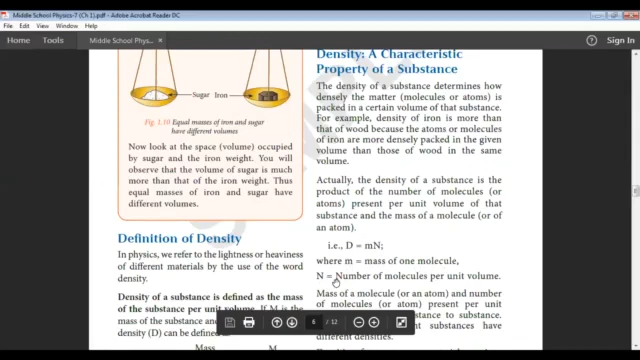 Middle School Physics-7 (Ch 1).pdf - Adobe Acrobat Reader DC
File Edit View Window Help
Home Tools Middle School Physics... × Sign In
Sugar Iron
Fig. 1.10 Equal masses of iron and sugar
have different volumes
Now look at the space (volume) occupied
by sugar and the iron weight. You will
observe that the volume of sugar is much
more than that of the iron weight. Thus
equal masses of iron and sugar have
different volumes.
Definition of Density
In physics, we refer to the lightness or heaviness
of different materials by the use of the word
density.
Density of a substance is defined as the mass
of the substance per unit volume. If M is the
mass of the substance and
density (D) can be defined
Mass M
Density: A Characteristic
Property of a Substance
The density of a substance determines how
densely the matter (molecules or atoms) is
packed in a certain volume of that substance.
For example, density of iron is more than
that of wood because the atoms or molecules
of iron are more densely packed in the given
volume than those of wood in the same
volume.
Actually, the density of a substance is the
product of the number of molecules (or
atoms) present per unit volume of that
substance and the mass of a molecule (or of
an atom).
i.e., D = mN;
where m = mass of one molecule,
N = Number of molecules per unit volume.
Mass of a molecule (or an atom) and number
of molecules (or atom) present per unit
substance to substance.
substances have
different densities.
6 / 12